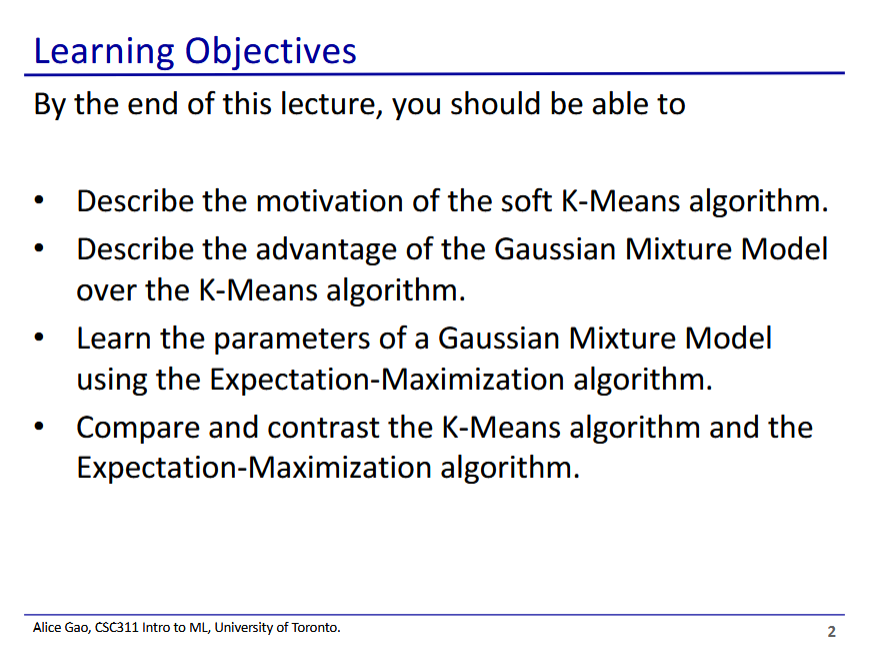 Learning Objectives
By the end of this lecture, you should be able to
• Describe the motivation of the soft K-Means algorithm.
• Describe the advantage of the Gaussian Mixture Model
over the K-Means algorithm.
• Learn the parameters of a Gaussian Mixture Model
using the Expectation-Maximization algorithm.
• Compare and contrast the K-Means algorithm and the
Expectation-Maximization algorithm.
Alice Gao, CSC311 Intro to ML, University of Toronto.
2